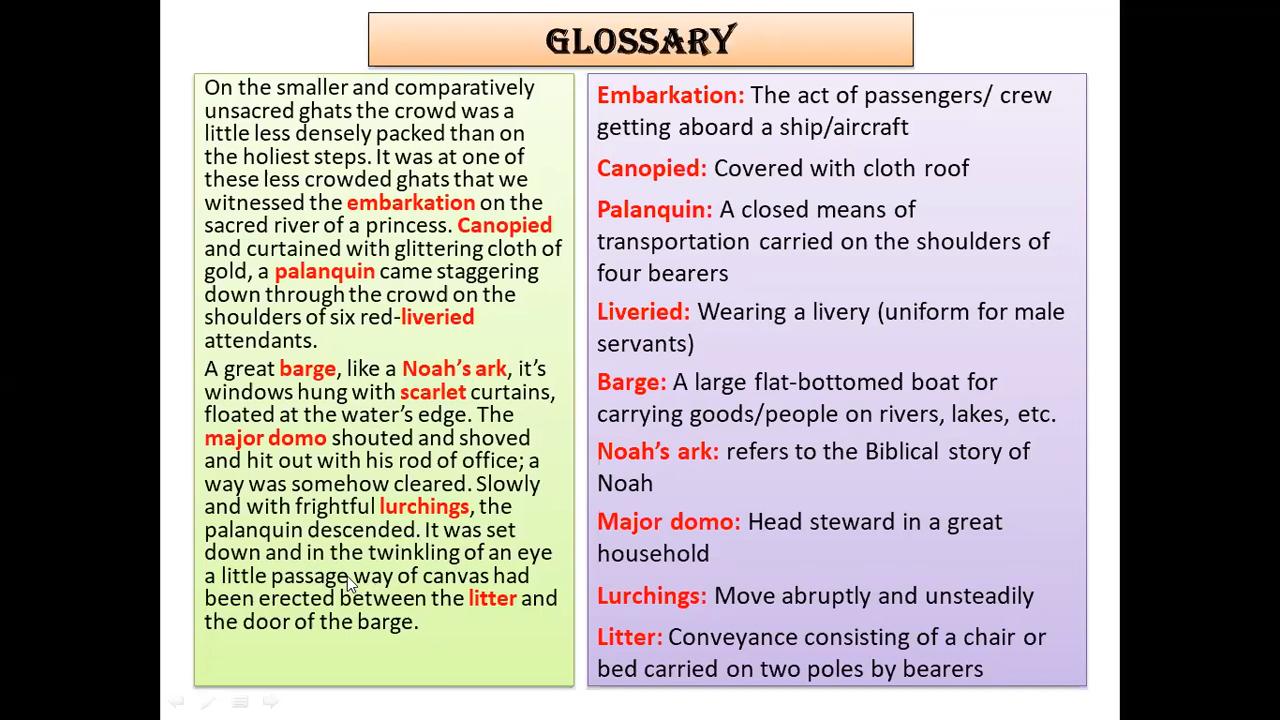 GLOSSARY
On the smaller and comparatively
unsacred ghats the crowd was a
little less densely packed than on
the holiest steps. It was at one of
these less crowded ghats that we
witnessed the embarkation on the
sacred river of a princess. Canopied
and curtained with glittering cloth of
gold, a palanquin came staggering
down through the crowd on the
shoulders of six red-liveried
attendants.
A great barge, like a Noah’s ark, it’s
windows hung with scarlet curtains,
floated at the water’s edge. The
major domo shouted and shoved
and hit out with his rod of office; a
way was somehow cleared. Slowly
and with frightful lurchings, the
palanquin descended. It was set
down and in the twinkling of an eye
a little passage way of canvas had
been erected between the litter and
the door of the barge.
Embarkation: The act of passengers/ crew
getting aboard a ship/aircraft
Canopied: Covered with cloth roof
Palanquin: A closed means of
transportation carried on the shoulders of
four bearers
Liveried: Wearing a livery (uniform for male
servants)
Barge: A large flat-bottomed boat for
carrying goods/people on rivers, lakes, etc.
Noah’s ark: refers to the Biblical story of
Noah
Major domo: Head steward in a great
household
Lurchings: Move abruptly and unsteadily
Litter: Conveyance consisting of a chair or
bed carried on two poles by bearers